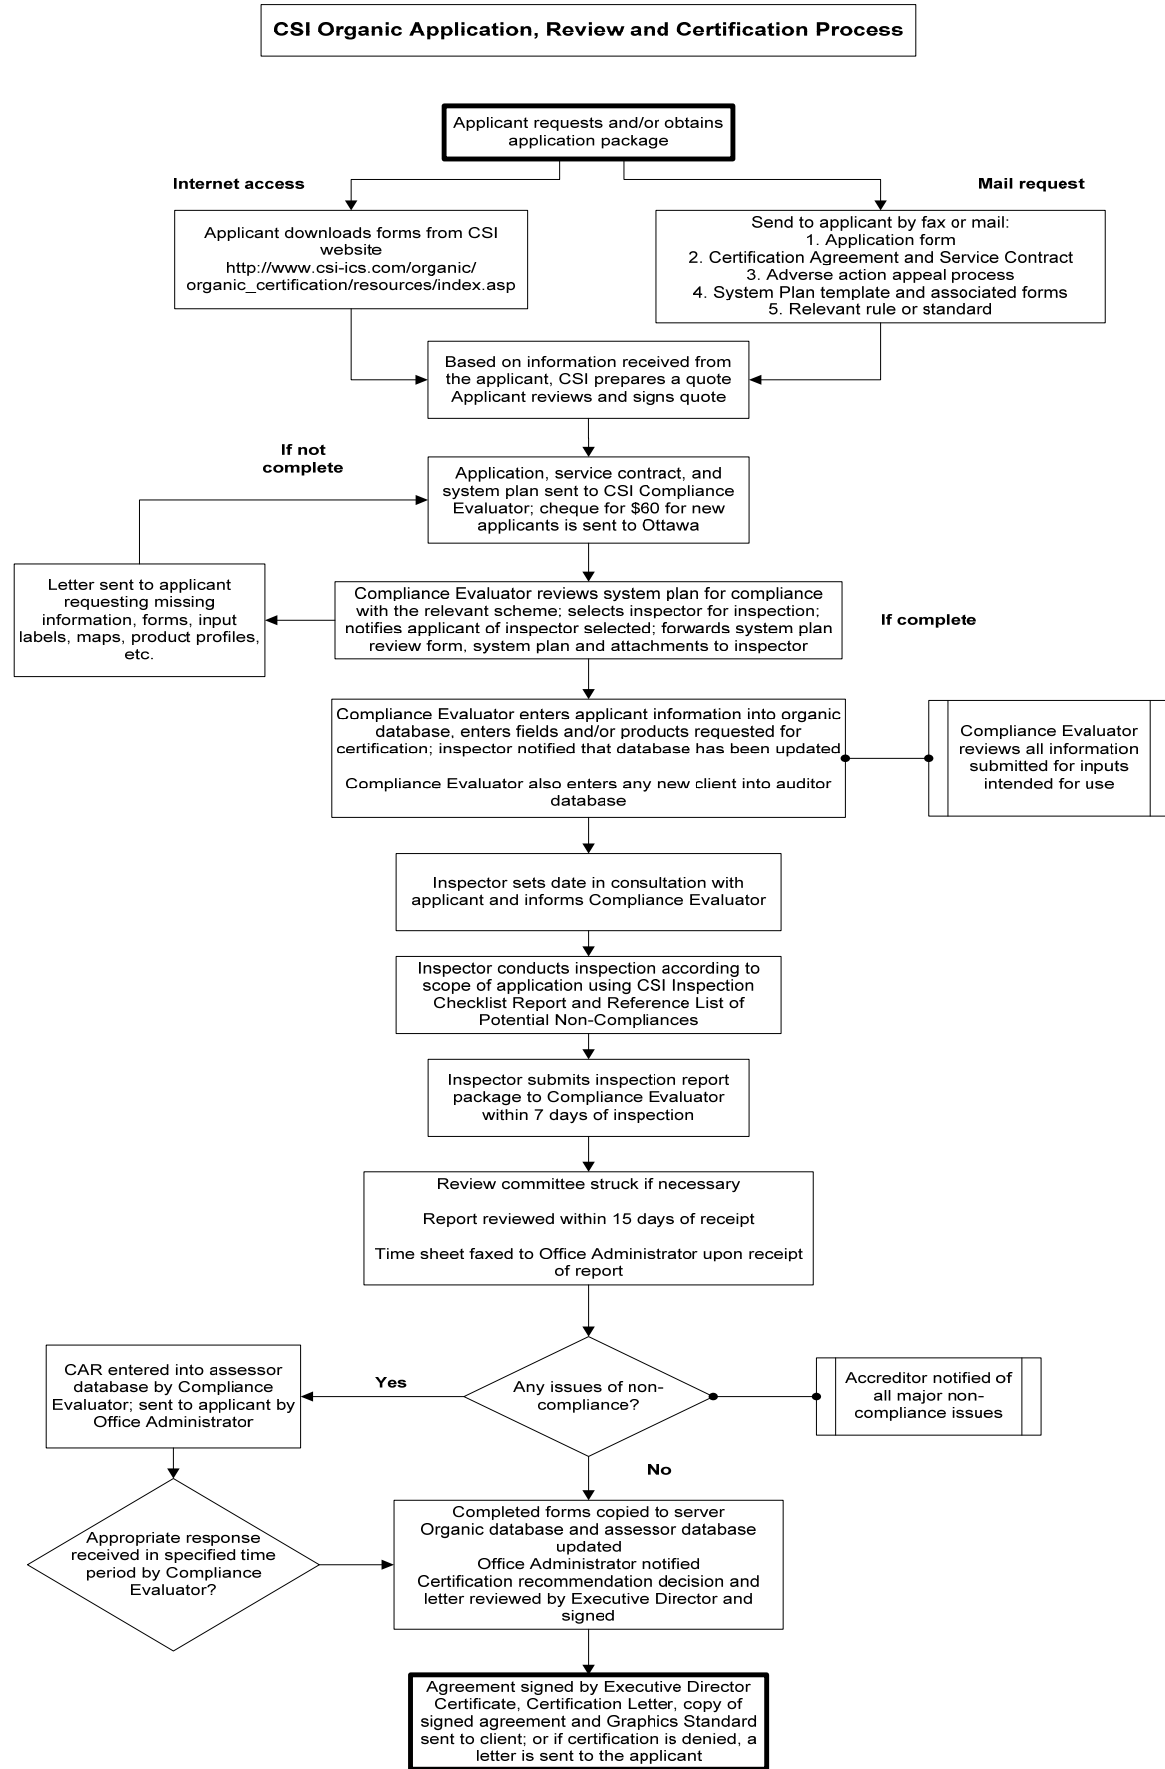 CSI Organic Application, Review and Certification Process
Applicant requests and/or obtains
application package
Internet access
Mail request
Applicant downloads forms from CSI
website
http://www.csi-ics.com/organic/
organic_certification/resources/index.asp
Send to applicant by fax or mail:
1. Application form
2. Certification Agreement and Service Contract
3. Adverse action appeal process
4. System Plan template and associated forms
5. Relevant rule or standard
Based on information received from
the applicant, CSI prepares a quote
Applicant reviews and signs quote
If not
complete
Application, service contract, and
system plan sent to CSI Compliance
Evaluator; cheque for $60 for new
applicants is sent to Ottawa
Letter sent to applicant
requesting missing
information, forms, input
labels, maps, product profiles,
etc.
Compliance Evaluator reviews system plan for compliance
with the relevant scheme; selects inspector for inspection;
notifies applicant of inspector selected; forwards system plan
review form, system plan and attachments to inspector
If complete
Compliance Evaluator enters applicant information into organic
database, enters fields and/or products requested for
certification; inspector notified that database has been updated
Compliance Evaluator also enters any new client into auditor
database
Compliance Evaluator
reviews all information
submitted for inputs
intended for use
Inspector sets date in consultation with
applicant and informs Compliance Evaluator
Inspector conducts inspection according to
scope of application using CSI Inspection
Checklist Report and Reference List of
Potential Non-Compliances
Inspector submits inspection report
package to Compliance Evaluator
within 7 days of inspection
Review committee struck if necessary
Report reviewed within 15 days of receipt
Time sheet faxed to Office Administrator upon receipt
of report
CAR entered into assessor
database by Compliance
Evaluator; sent to applicant by
Office Administrator
Yes
Any issues of non-
compliance?
Accreditor notified of
all major non-
compliance issues
No
Appropriate response
received in specified time
period by Compliance
Evaluator?
Completed forms copied to server
Organic database and assessor database
updated
Office Administrator notified
Certification recommendation decision and
letter reviewed by Executive Director and
signed
Agreement signed by Executive Director
Certificate, Certification Letter, copy of
signed agreement and Graphics Standard
sent to client; or if certification is denied, a
letter is sent to the applicant